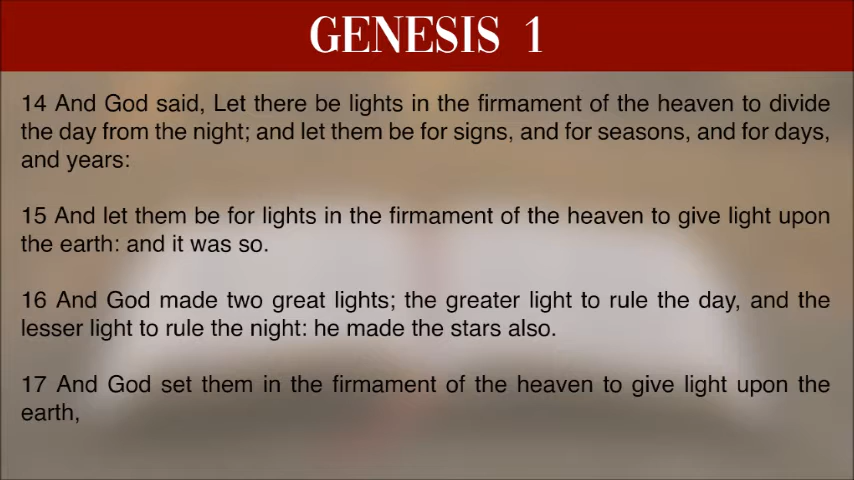 GENESIS 1
14 And God said, Let there be lights in the firmament of the heaven to divide
the day from the night; and let them be for signs, and for seasons, and for days,
and years:
15 And let them be for lights in the firmament of the heaven to give light upon
the earth: and it was so.
16 And God made two great lights; the greater light to rule the day, and the
lesser light to rule the night: he made the stars also.
17 And God set them in the firmament of the heaven to give light upon the
earth,